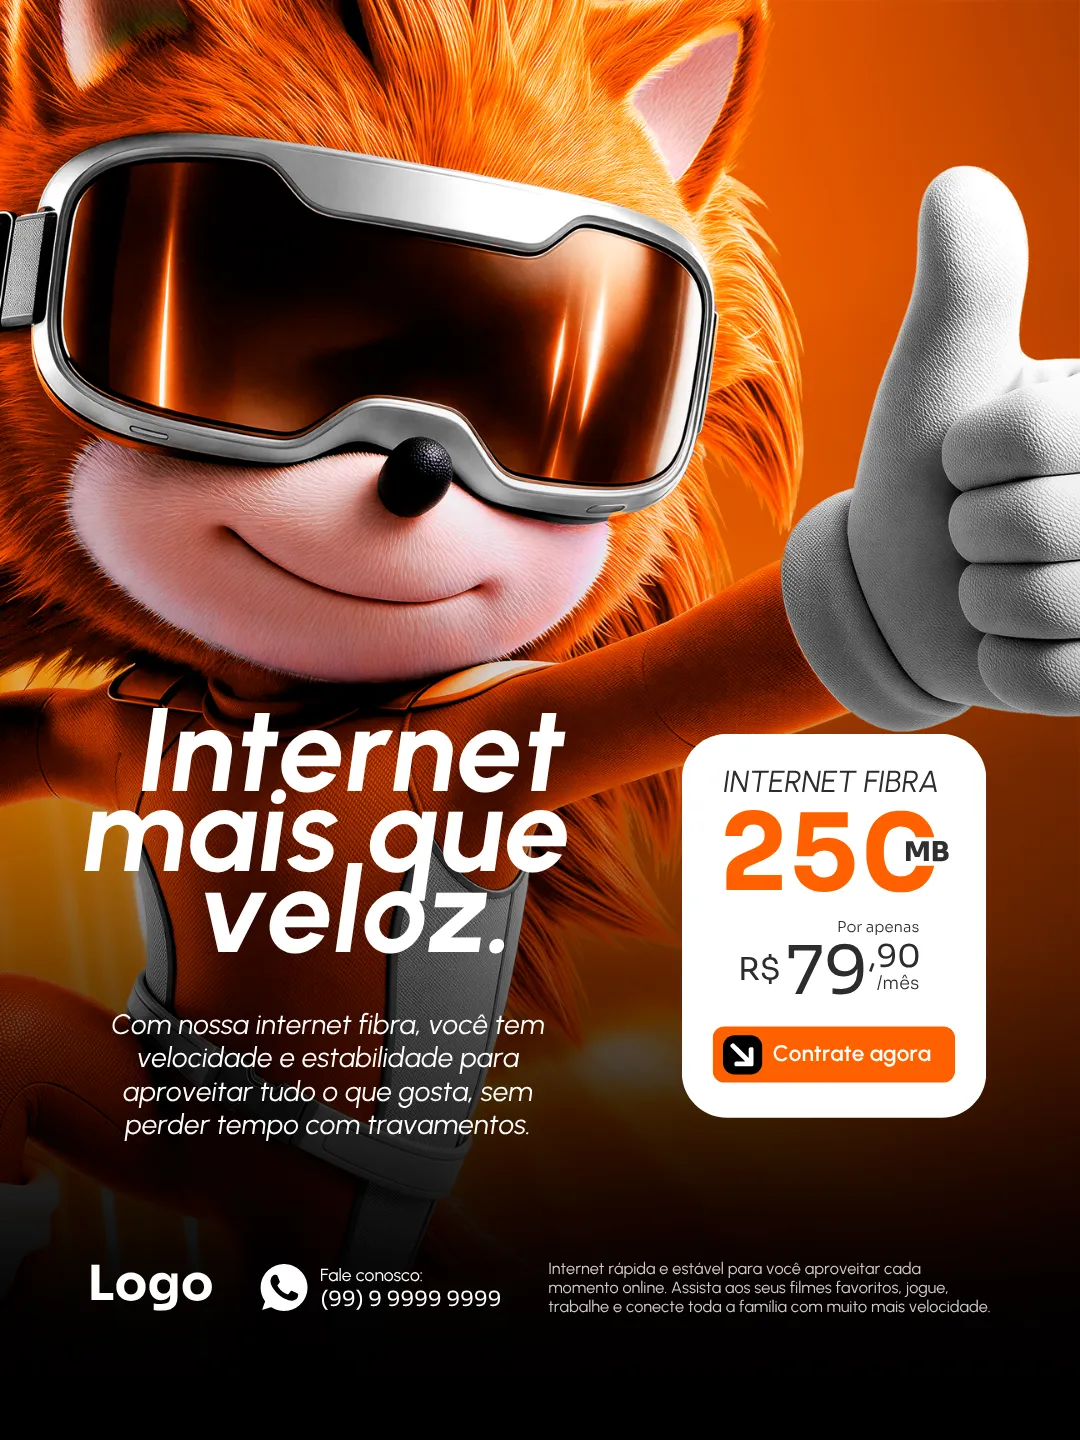 Internet
mais que
veloz.
Com nossa internet fibra, você tem
velocidade e estabilidade para
aproveitar tudo o que gosta, sem
perder tempo com travamentos.
INTERNET FIBRA
250 MB
Por apenas
R$ 79,90
/mês
Contrate agora
Logo
Fale conosco:
(99) 9 9999 9999
Internet rápida e estável para você aproveitar cada
momento online. Assista aos seus filmes favoritos, jogue,
trabalhe e conecte toda a família com muito mais velocidade.